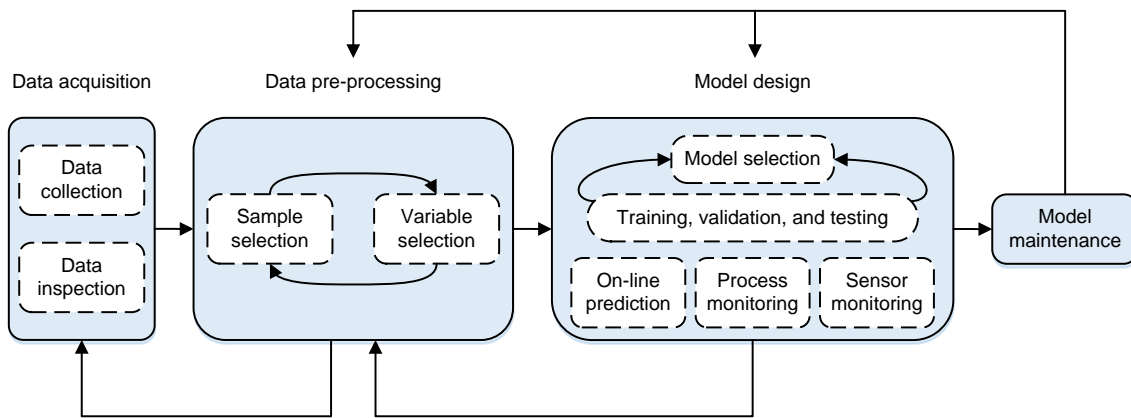 Data acquisition
Data pre-processing
Model design
Data
collection
Data
inspection
Sample
selection
Variable
selection
Model selection
Training, validation, and testing
On-line
prediction
Process
monitoring
Sensor
monitoring
Model
maintenance